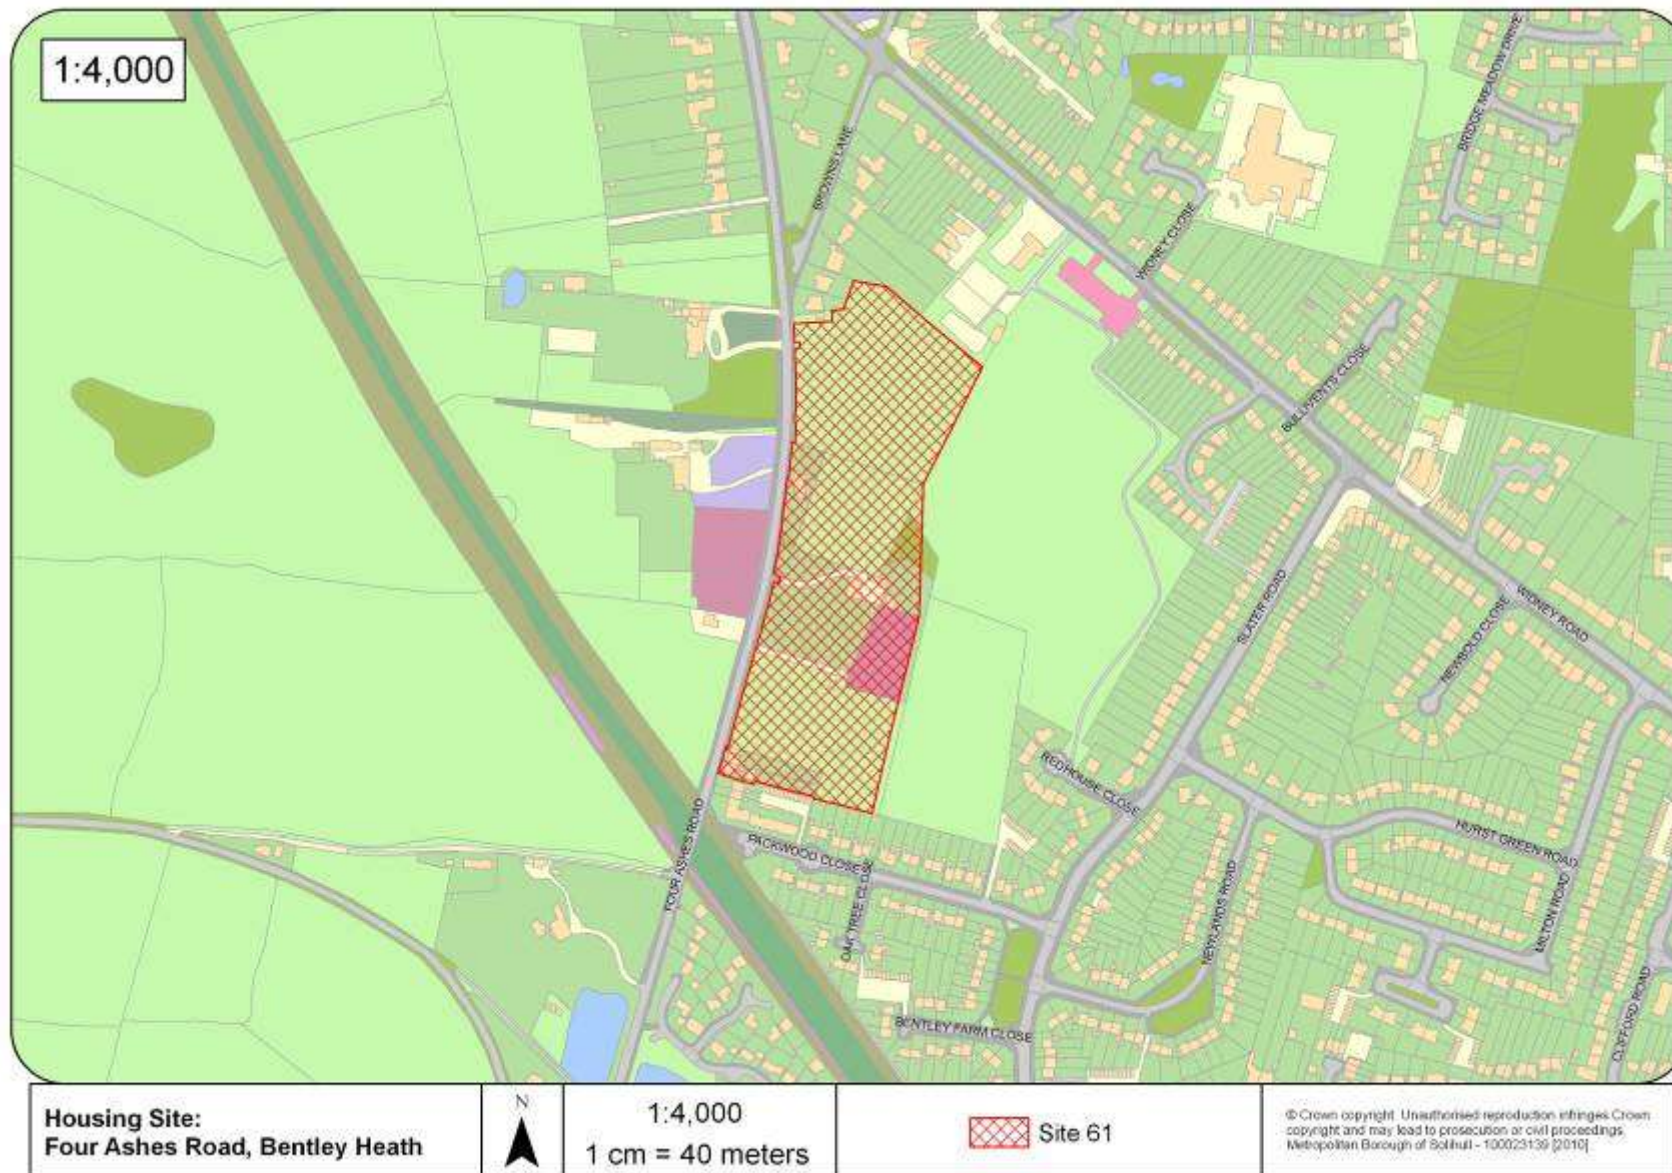 1:4,000
BRIDGE MEADOW DRIVE
BROWNS LANE
WIDNEY CLOSE
BULLIVENTS CLOSE
SLATER ROAD
WIDNEY ROAD
NEWBOLD CLOSE
REDHOUSE CLOSE
HURST GREEN ROAD
FOUR ASHES ROAD
PACKWOOD CLOSE
OAK TREE CLOSE
NEWLANDS ROAD
MILTON ROAD
CLIFFORD ROAD
BENTLEY FARM CLOSE
Housing Site:
Four Ashes Road, Bentley Heath
N
1:4,000
1 cm = 40 meters
Site 61
© Crown copyright. Unauthorised reproduction infringes Crown
copyright and may lead to prosecution or civil proceedings.
Metropolitan Borough of Solihull - 100023139 [2010]